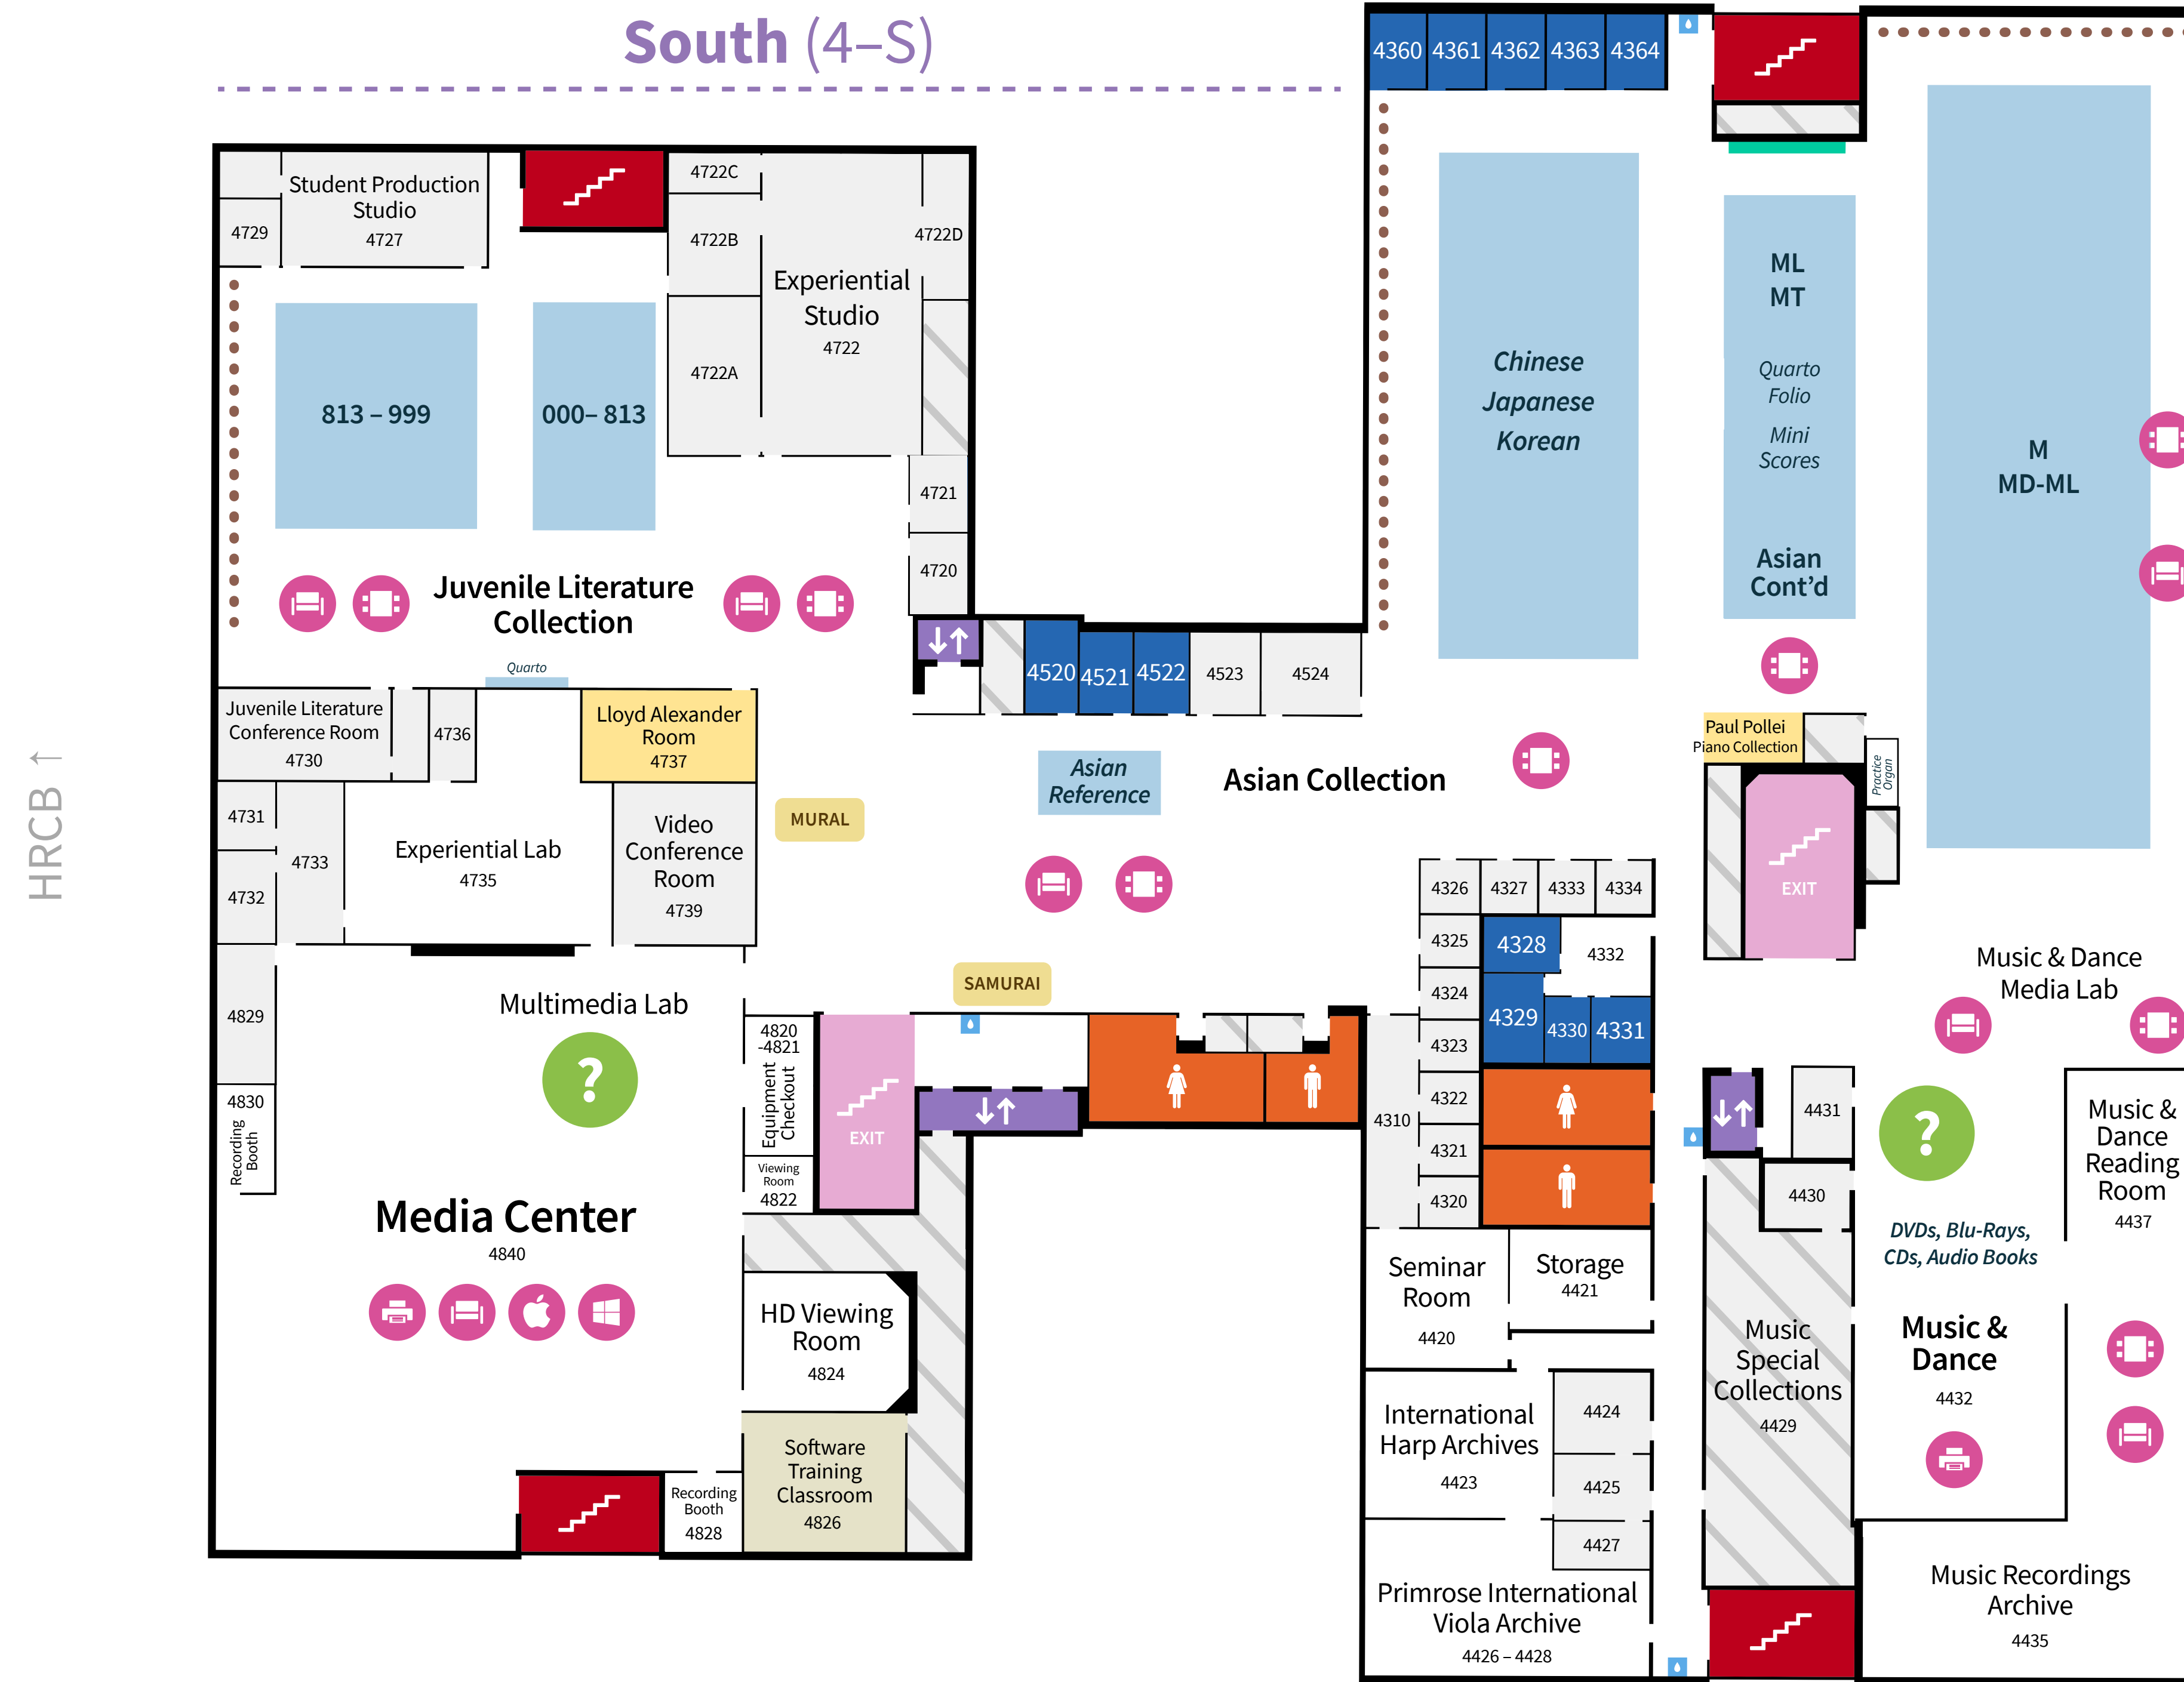 South (4–S)
HRCB ↑
4360
4361
4362
4363
4364
Student Production
Studio
4727
4729
4722C
4722B
4722A
4722D
Experiential
Studio
4722
813 – 999
000– 813
4721
4720
Juvenile Literature
Collection
Quarto
Chinese
Japanese
Korean
ML
MT
Quarto
Folio
Mini
Scores
Asian
Cont’d
M
MD-ML
4520
4521
4522
4523
4524
Juvenile Literature
Conference Room
4730
4736
Lloyd Alexander
Room
4737
4731
4732
4733
Experiential Lab
4735
Video
Conference
Room
4739
MURAL
Asian
Reference
Asian Collection
SAMURAI
Paul Pollei
Piano Collection
Practice
Organ
EXIT
4326
4327
4333
4334
4325
4328
4332
4324
4329
4330
4331
4323
4322
4310
4321
4320
Music & Dance
Media Lab
4829
Multimedia Lab
?
4830
Recording
Booth
4820
-4821
Equipment
Checkout
Viewing
Room
4822
EXIT
Media Center
4840
HD Viewing
Room
4824
Software
Training
Classroom
4826
Recording
Booth
4828
Seminar
Room
4420
Storage
4421
International
Harp Archives
4423
4424
4425
4427
Primrose International
Viola Archive
4426 – 4428
4431
4430
?
Music &
Dance
Reading
Room
4437
DVDs, Blu-Rays,
CDs, Audio Books
Music
Special
Collections
4429
Music &
Dance
4432
Music Recordings
Archive
4435